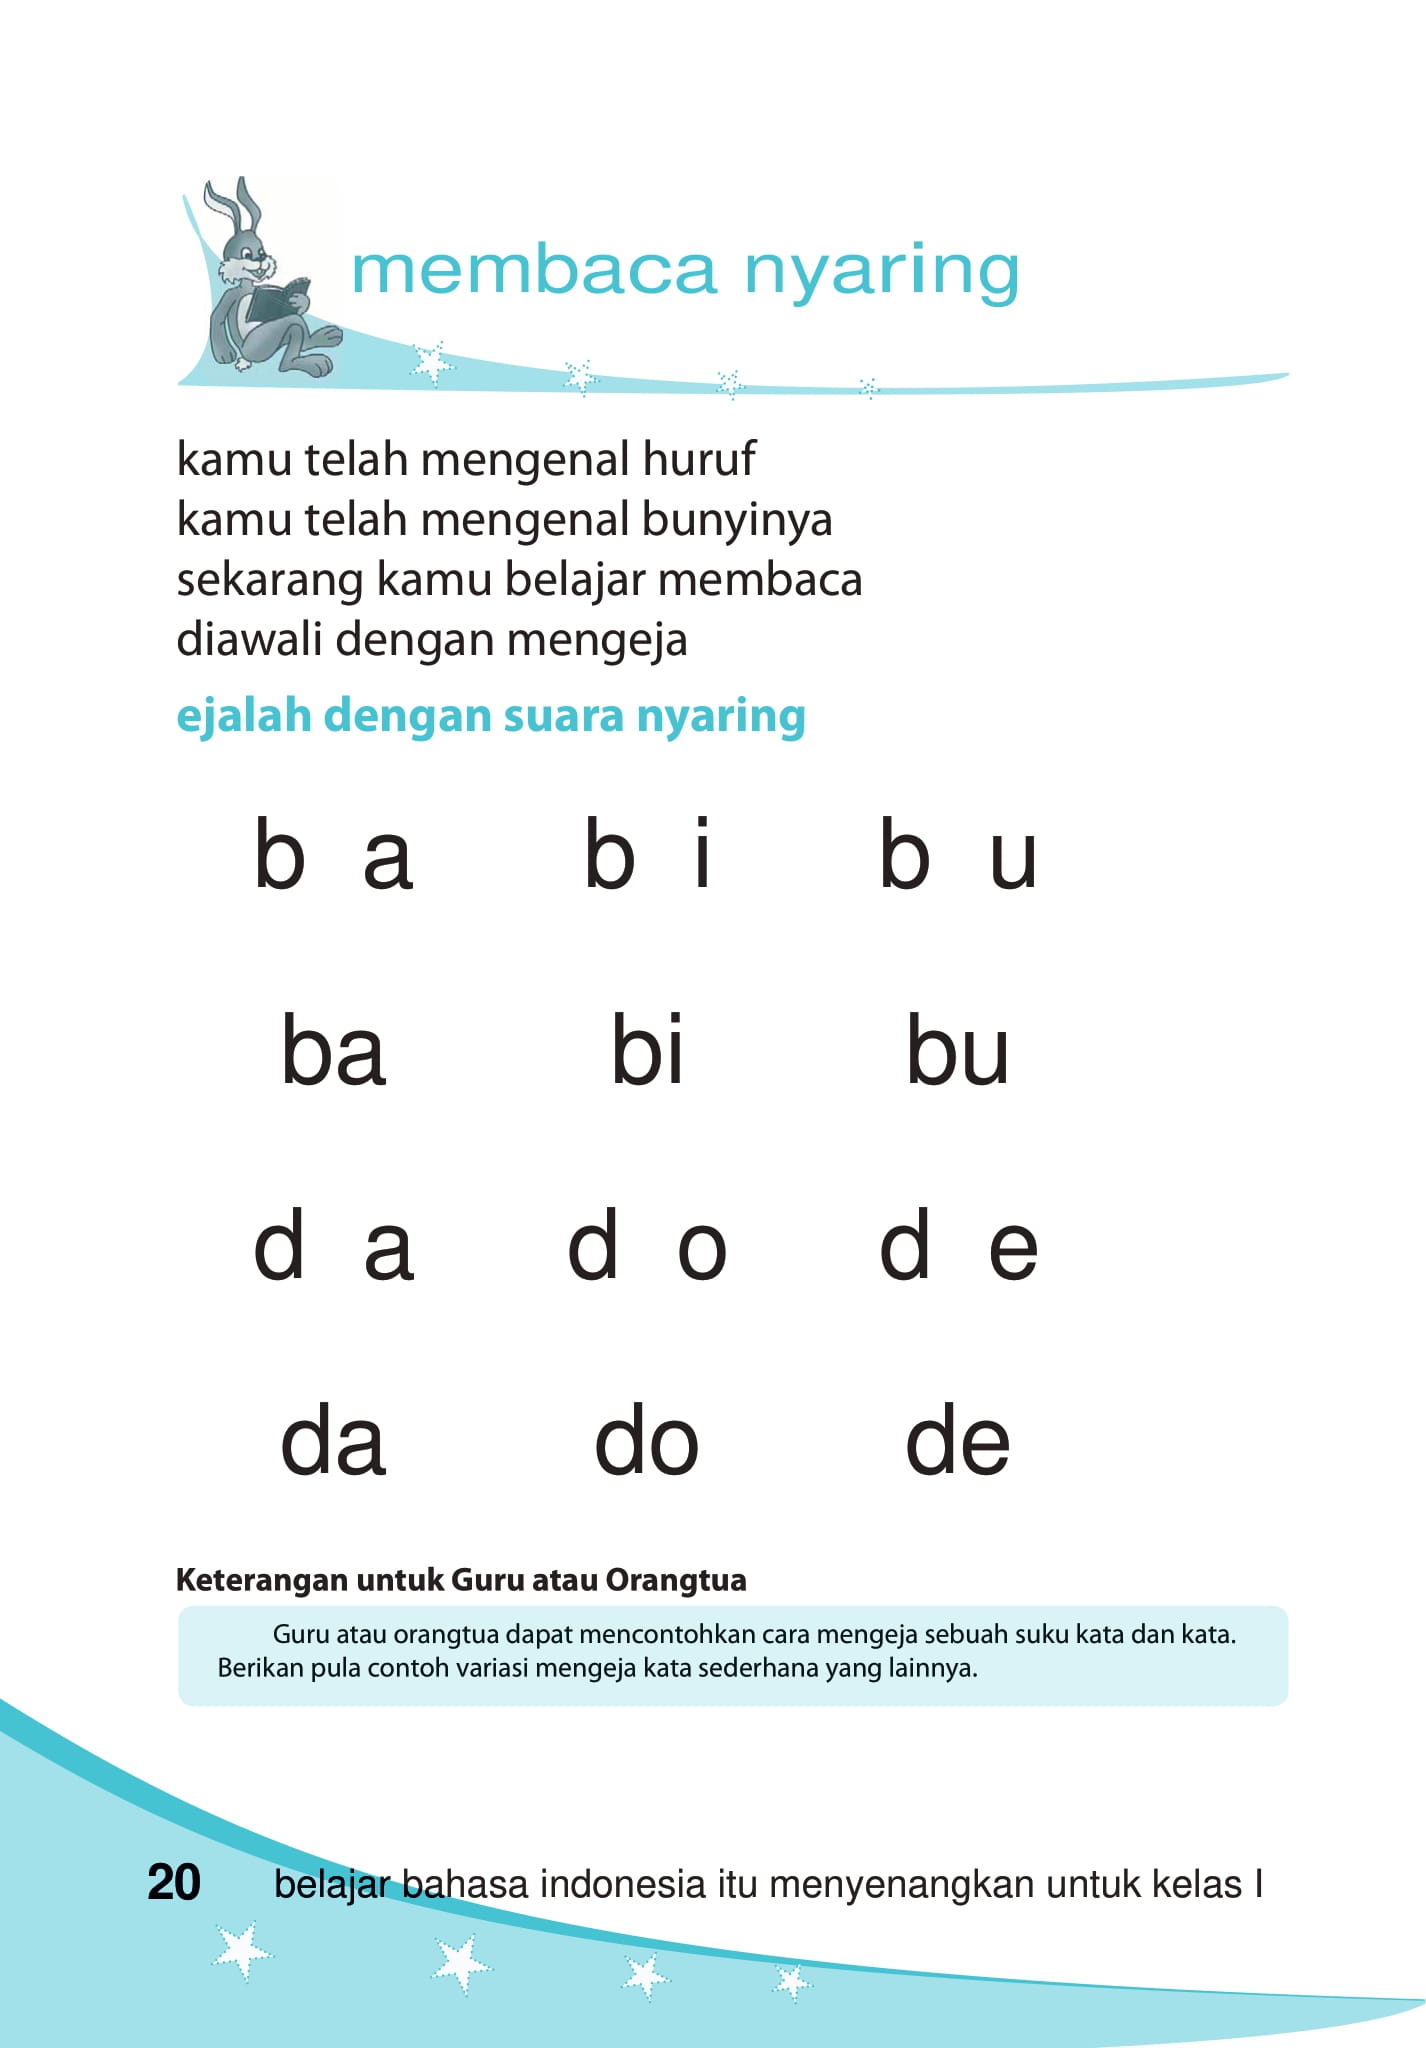 membaca nyaring
kamu telah mengenal huruf
kamu telah mengenal bunyinya
sekarang kamu belajar membaca
diawali dengan mengeja
ejalah dengan suara nyaring
b a b i b u
ba bi bu
d a d o d e
da do de
Keterangan untuk Guru atau Orangtua
Guru atau orangtua dapat mencontohkan cara mengeja sebuah suku kata dan kata.
Berikan pula contoh variasi mengeja kata sederhana yang lainnya.
20 belajar bahasa indonesia itu menyenangkan untuk kelas I